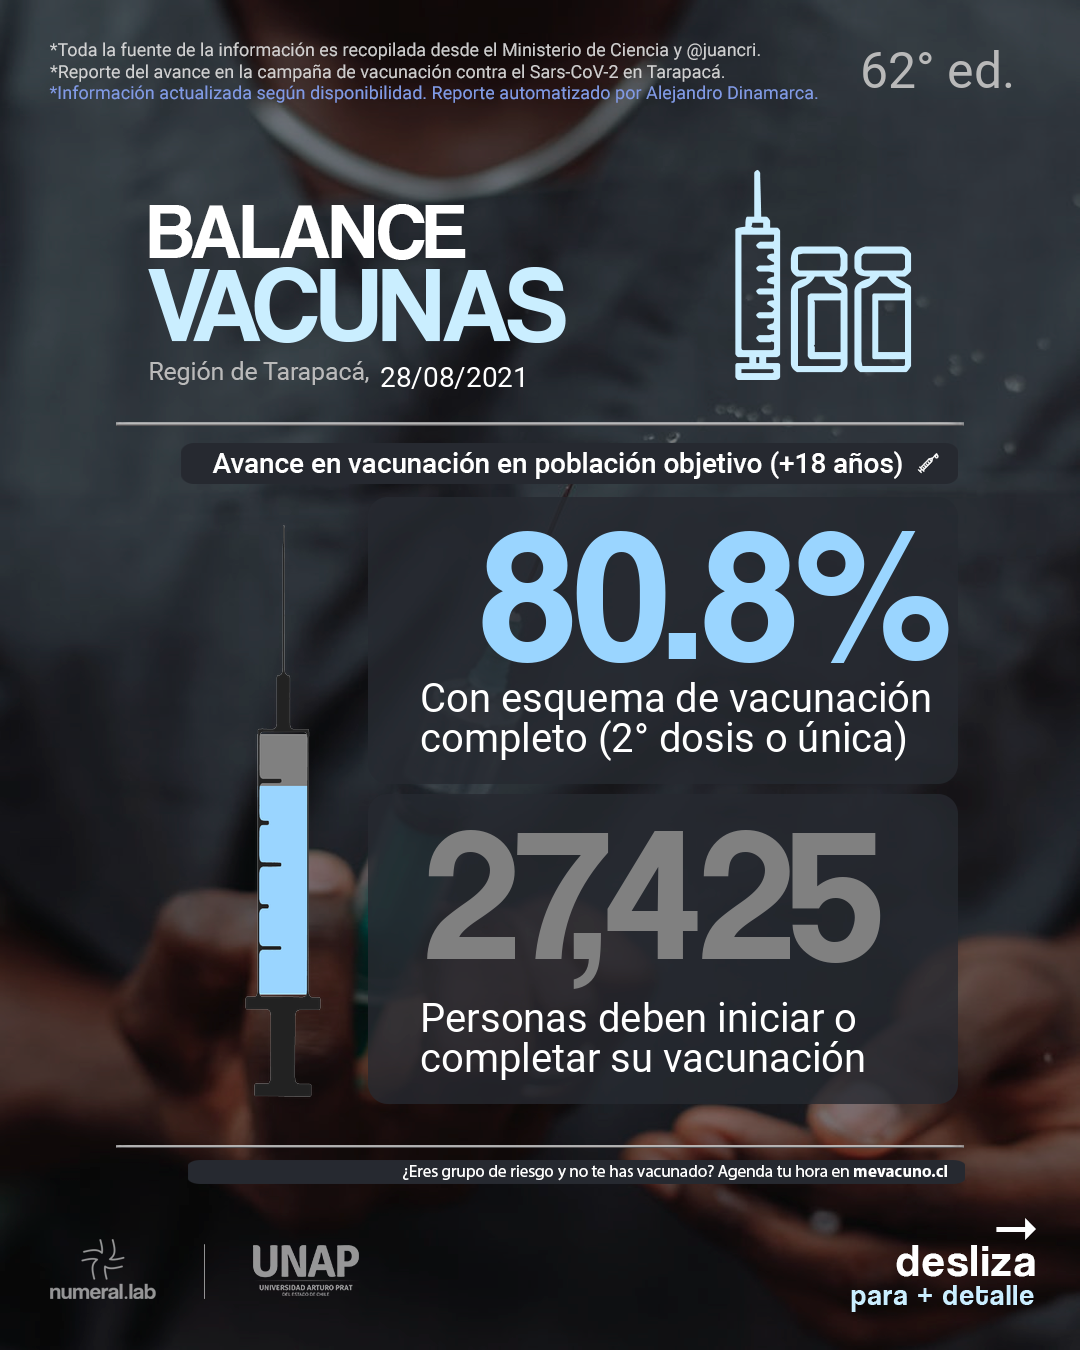 *Toda la fuente de la información es recopilada desde el Ministerio de Ciencia y @juancri.
*Reporte del avance en la campaña de vacunación contra el Sars-CoV-2 en Tarapacá.
*Información actualizada según disponibilidad. Reporte automatizado por Alejandro Dinamarca.
62° ed.
BALANCE
VACUNAS
Región de Tarapacá, 28/08/2021
Avance en vacunación en población objetivo (+18 años)
80.8%
Con esquema de vacunación
completo (2° dosis o única)
27,425
Personas deben iniciar o
completar su vacunación
¿Eres grupo de riesgo y no te has vacunado? Agenda tu hora en mevacuno.cl
numeral.lab
UNAP
UNIVERSIDAD ARTURO PRAT
DEL ESTADO DE CHILE
desliza
para + detalle